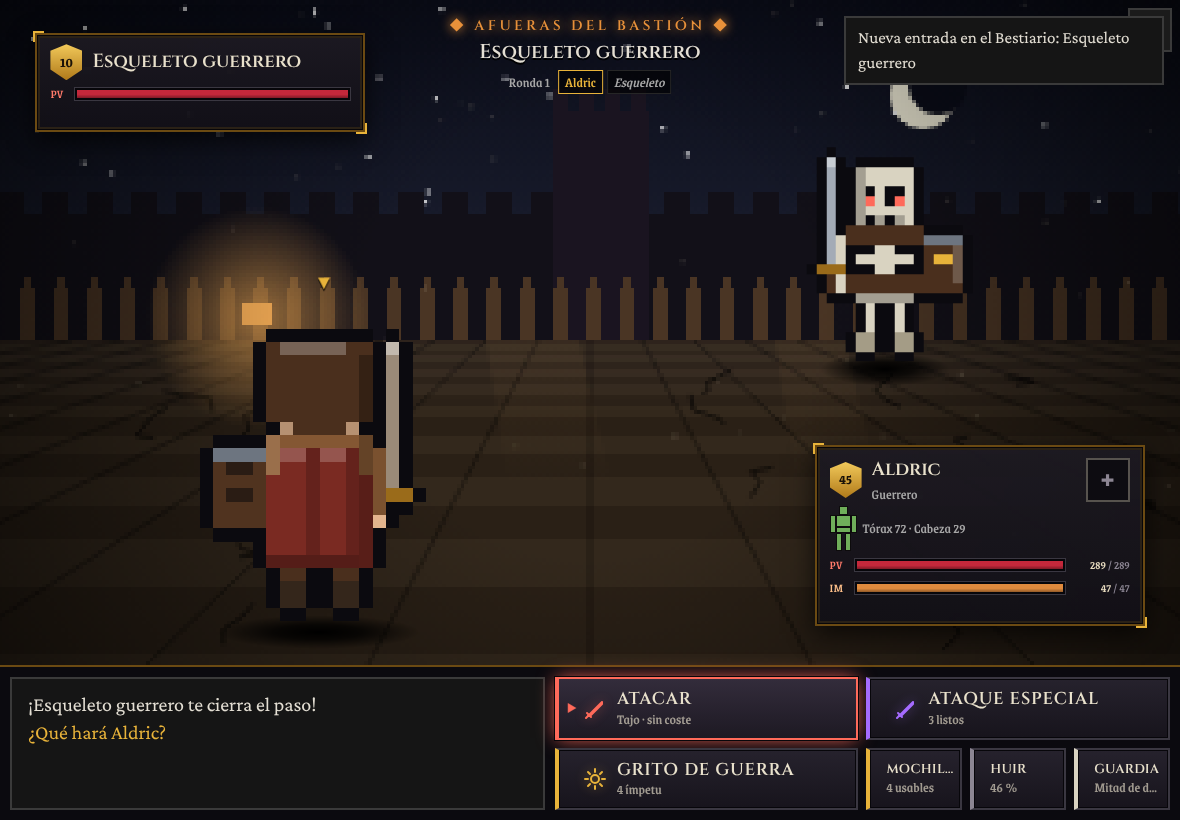 AFUERAS DEL BASTIÓN
Esqueleto guerrero
Ronda 1 Aldric Esqueleto
10 Esqueleto guerrero
PV
Nueva entrada en el Bestiario: Esqueleto
guerrero
45 Aldric
Guerrero
+
Tórax 72 · Cabeza 29
PV 289 / 289
IM 47 / 47
¡Esqueleto guerrero te cierra el paso!
¿Qué hará Aldric?
ATACAR
Tajo · sin coste
ATAQUE ESPECIAL
3 listos
GRITO DE GUERRA
4 ímpetu
MOCHIL...
4 usables
HUIR
46 %
GUARDIA
Mitad de d...